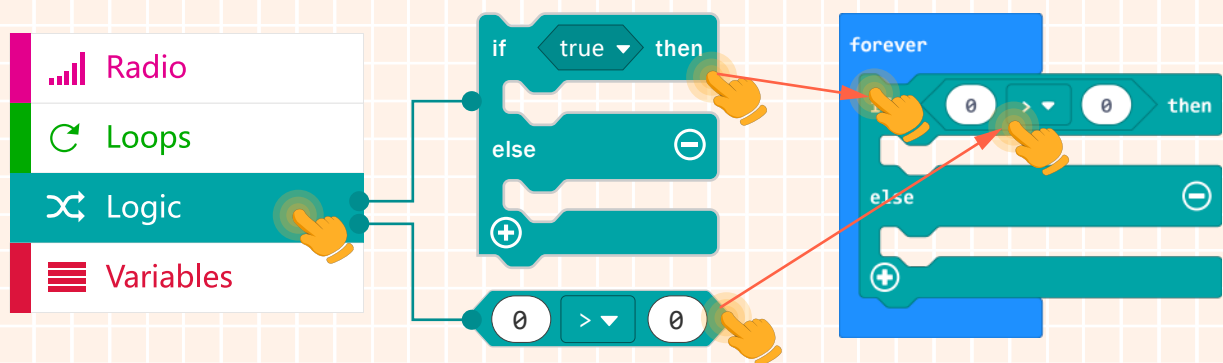 Radio
Loops
Logic
Variables
if true then
else
0 > 0
forever
0 > 0 then
else